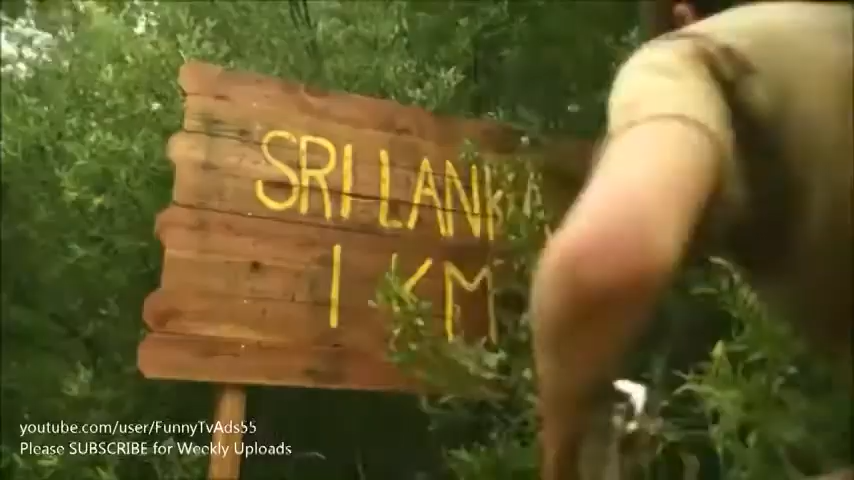 SRI LANKA
1 KM
youtube.com/user/FunnyTvAds55
Please SUBSCRIBE for Weekly Uploads